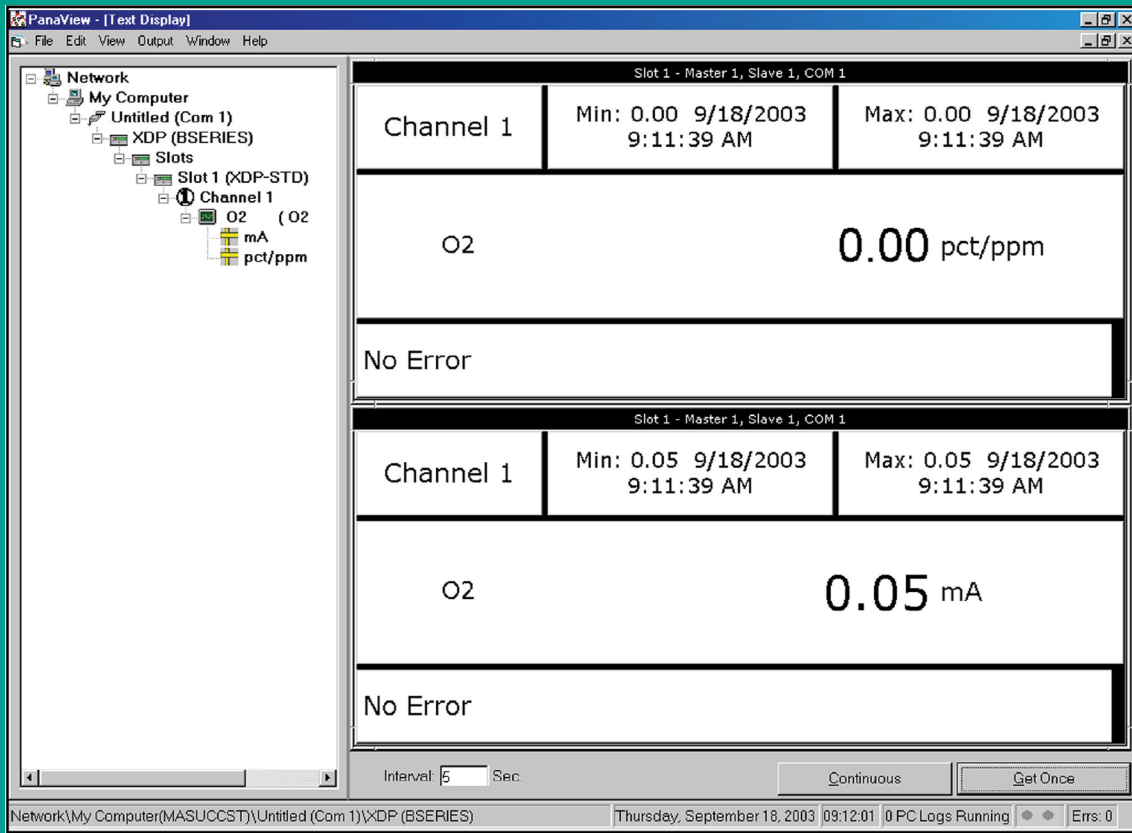 PanaView - [Text Display]
File Edit View Output Window Help
Network
My Computer
Untitled (Com 1)
XDP (BSERIES)
Slots
Slot 1 (XDP-STD)
1 Channel 1
O2 ( O2
mA
pct/ppm
Slot 1 - Master 1, Slave 1, COM 1
Channel 1
Min: 0.00 9/18/2003
9:11:39 AM
Max: 0.00 9/18/2003
9:11:39 AM
O2
0.00 pct/ppm
No Error
Slot 1 - Master 1, Slave 1, COM 1
Channel 1
Min: 0.05 9/18/2003
9:11:39 AM
Max: 0.05 9/18/2003
9:11:39 AM
O2
0.05 mA
No Error
Interval: 5 Sec.
Continuous
Get Once
Network\My Computer(MASUCCST)\Untitled (Com 1)\XDP (BSERIES)
Thursday, September 18, 2003
09:12:01
0 PC Logs Running
Errs: 0